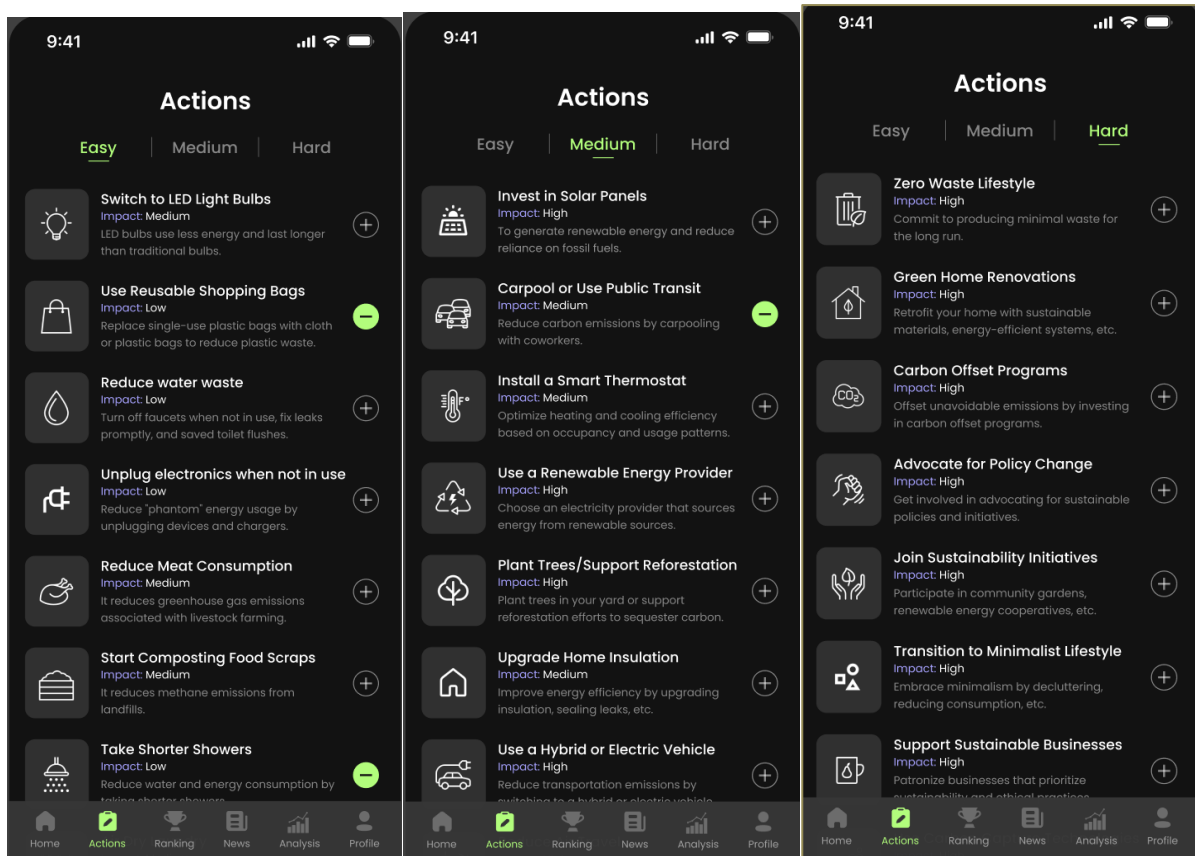 9:41
Actions
Easy
Medium
Hard
Switch to LED Light Bulbs
Impact: Medium
LED bulbs use less energy and last longer
than traditional bulbs.
Use Reusable Shopping Bags
Impact: Low
Replace single-use plastic bags with cloth
or plastic bags to reduce plastic waste.
Reduce water waste
Impact: Low
Turn off faucets when not in use, fix leaks
promptly, and saved toilet flushes.
Unplug electronics when not in use
Impact: Low
Reduce "phantom" energy usage by
unplugging devices and chargers.
Reduce Meat Consumption
Impact: Medium
It reduces greenhouse gas emissions
associated with livestock farming.
Start Composting Food Scraps
Impact: Medium
It reduces methane emissions from
landfills.
Take Shorter Showers
Impact: Low
Reduce water and energy consumption by
taking shorter showers
Home
Actions
Ranking
News
Analysis
Profile
9:41
Actions
Easy
Medium
Hard
Invest in Solar Panels
Impact: High
To generate renewable energy and reduce
reliance on fossil fuels.
Carpool or Use Public Transit
Impact: Medium
Reduce carbon emissions by carpooling
with coworkers.
Install a Smart Thermostat
Impact: Medium
Optimize heating and cooling efficiency
based on occupancy and usage patterns.
F°
Use a Renewable Energy Provider
Impact: High
Choose an electricity provider that sources
energy from renewable sources.
Plant Trees/Support Reforestation
Impact: High
Plant trees in your yard or support
reforestation efforts to sequester carbon.
Upgrade Home Insulation
Impact: Medium
Improve energy efficiency by upgrading
insulation, sealing leaks, etc.
Use a Hybrid or Electric Vehicle
Impact: High
Reduce transportation emissions by
switching to a hybrid or electric vehicle
Home
Actions
Ranking
News
Analysis
Profile
9:41
Actions
Easy
Medium
Hard
Zero Waste Lifestyle
Impact: High
Commit to producing minimal waste for
the long run.
Green Home Renovations
Impact: High
Retrofit your home with sustainable
materials, energy-efficient systems, etc.
CO2
Carbon Offset Programs
Impact: High
Offset unavoidable emissions by investing
in carbon offset programs.
Advocate for Policy Change
Impact: High
Get involved in advocating for sustainable
policies and initiatives.
Join Sustainability Initiatives
Impact: High
Participate in community gardens,
renewable energy cooperatives, etc.
Transition to Minimalist Lifestyle
Impact: High
Embrace minimalism by decluttering,
reducing consumption, etc.
Support Sustainable Businesses
Impact: High
Patronize businesses that prioritize
sustainability and ethical practices
Home
Actions
Ranking
News
Analysis
Profile